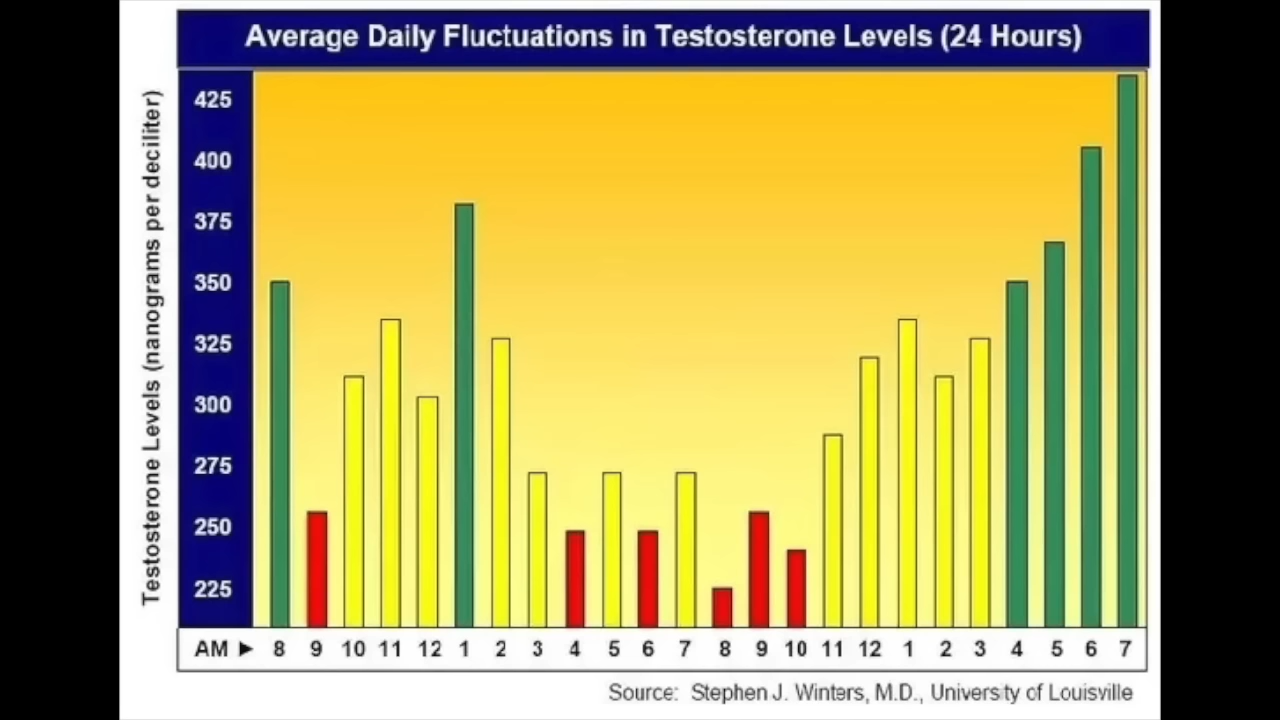 Average Daily Fluctuations in Testosterone Levels (24 Hours)
Testosterone Levels (nanograms per deciliter)
425
400
375
350
325
300
275
250
225
AM ► 8 9 10 11 12 1 2 3 4 5 6 7 8 9 10 11 12 1 2 3 4 5 6 7
Source: Stephen J. Winters, M.D., University of Louisville